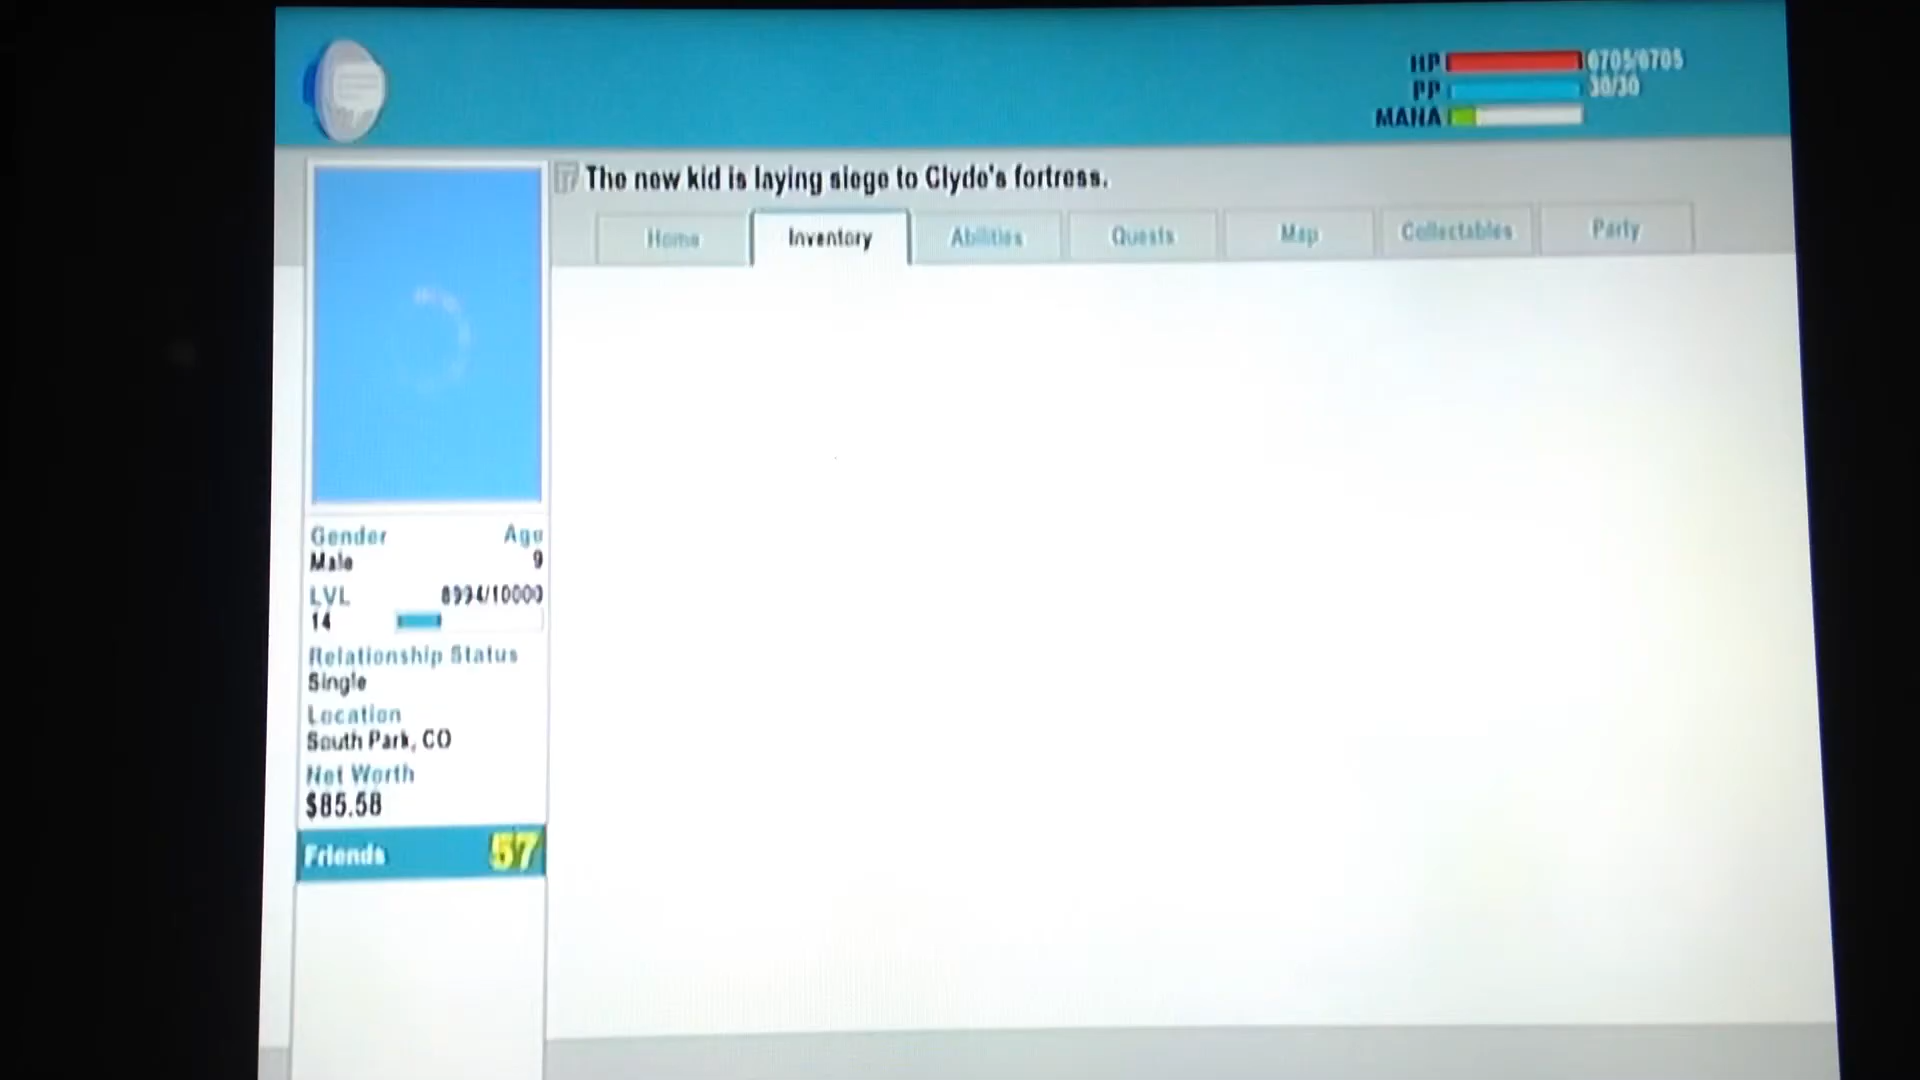 HP 6705/6705
PP 30/30
MANA
The new kid is laying siege to Clyde's fortress.
Home Inventory Abilities Quests Map Collectables Party
Gender Age
Male 9
LVL 8994/10000
14
Relationship Status
Single
Location
South Park, CO
Net Worth
$85.58
Friends 57